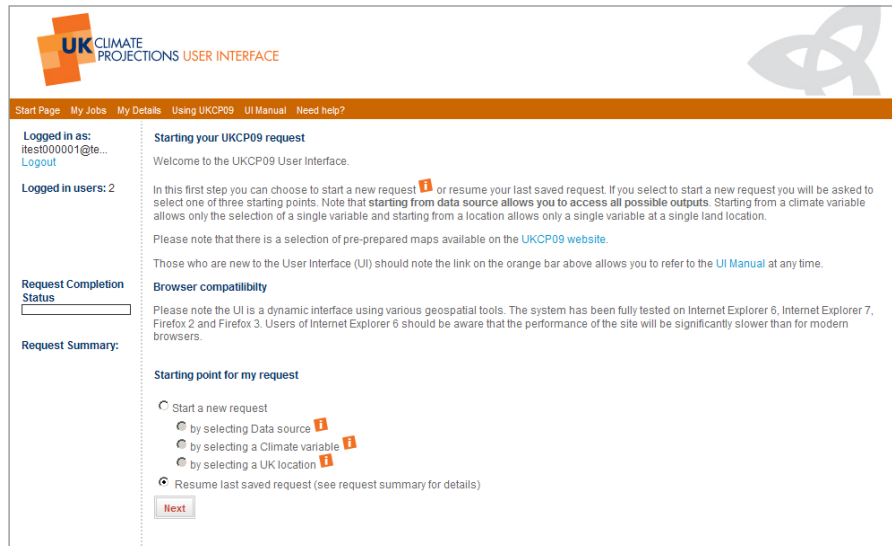 UK CLIMATE
PROJECTIONS USER INTERFACE
Start Page My Jobs My Details Using UKCP09 UI Manual Need help?
Logged in as:
itest000001@te...
Logout
Logged in users: 2
Request Completion
Status
Request Summary:
Starting your UKCP09 request
Welcome to the UKCP09 User Interface.
In this first step you can choose to start a new request i or resume your last saved request. If you select to start a new request you will be asked to
select one of three starting points. Note that starting from data source allows you to access all possible outputs. Starting from a climate variable
allows only the selection of a single variable and starting from a location allows only a single variable at a single land location.
Please note that there is a selection of pre-prepared maps available on the UKCP09 website.
Those who are new to the User Interface (UI) should note the link on the orange bar above allows you to refer to the UI Manual at any time.
Browser compatibilty
Please note the UI is a dynamic interface using various geospatial tools. The system has been fully tested on Internet Explorer 6, Internet Explorer 7,
Firefox 2 and Firefox 3. Users of Internet Explorer 6 should be aware that the performance of the site will be significantly slower than for modern
browsers.
Starting point for my request
Start a new request
by selecting Data source i
by selecting a Climate variable i
by selecting a UK location i
Resume last saved request (see request summary for details)
Next